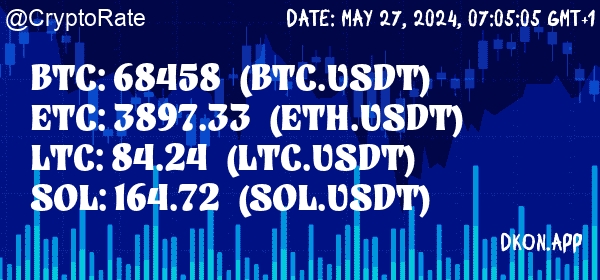 @CryptoRate
DATE: MAY 27, 2024, 07:05:05 GMT+1
BTC: 68458 (BTC.USDT)
ETC: 3897.33 (ETH.USDT)
LTC: 84.24 (LTC.USDT)
SOL: 164.72 (SOL.USDT)
DKON.APP